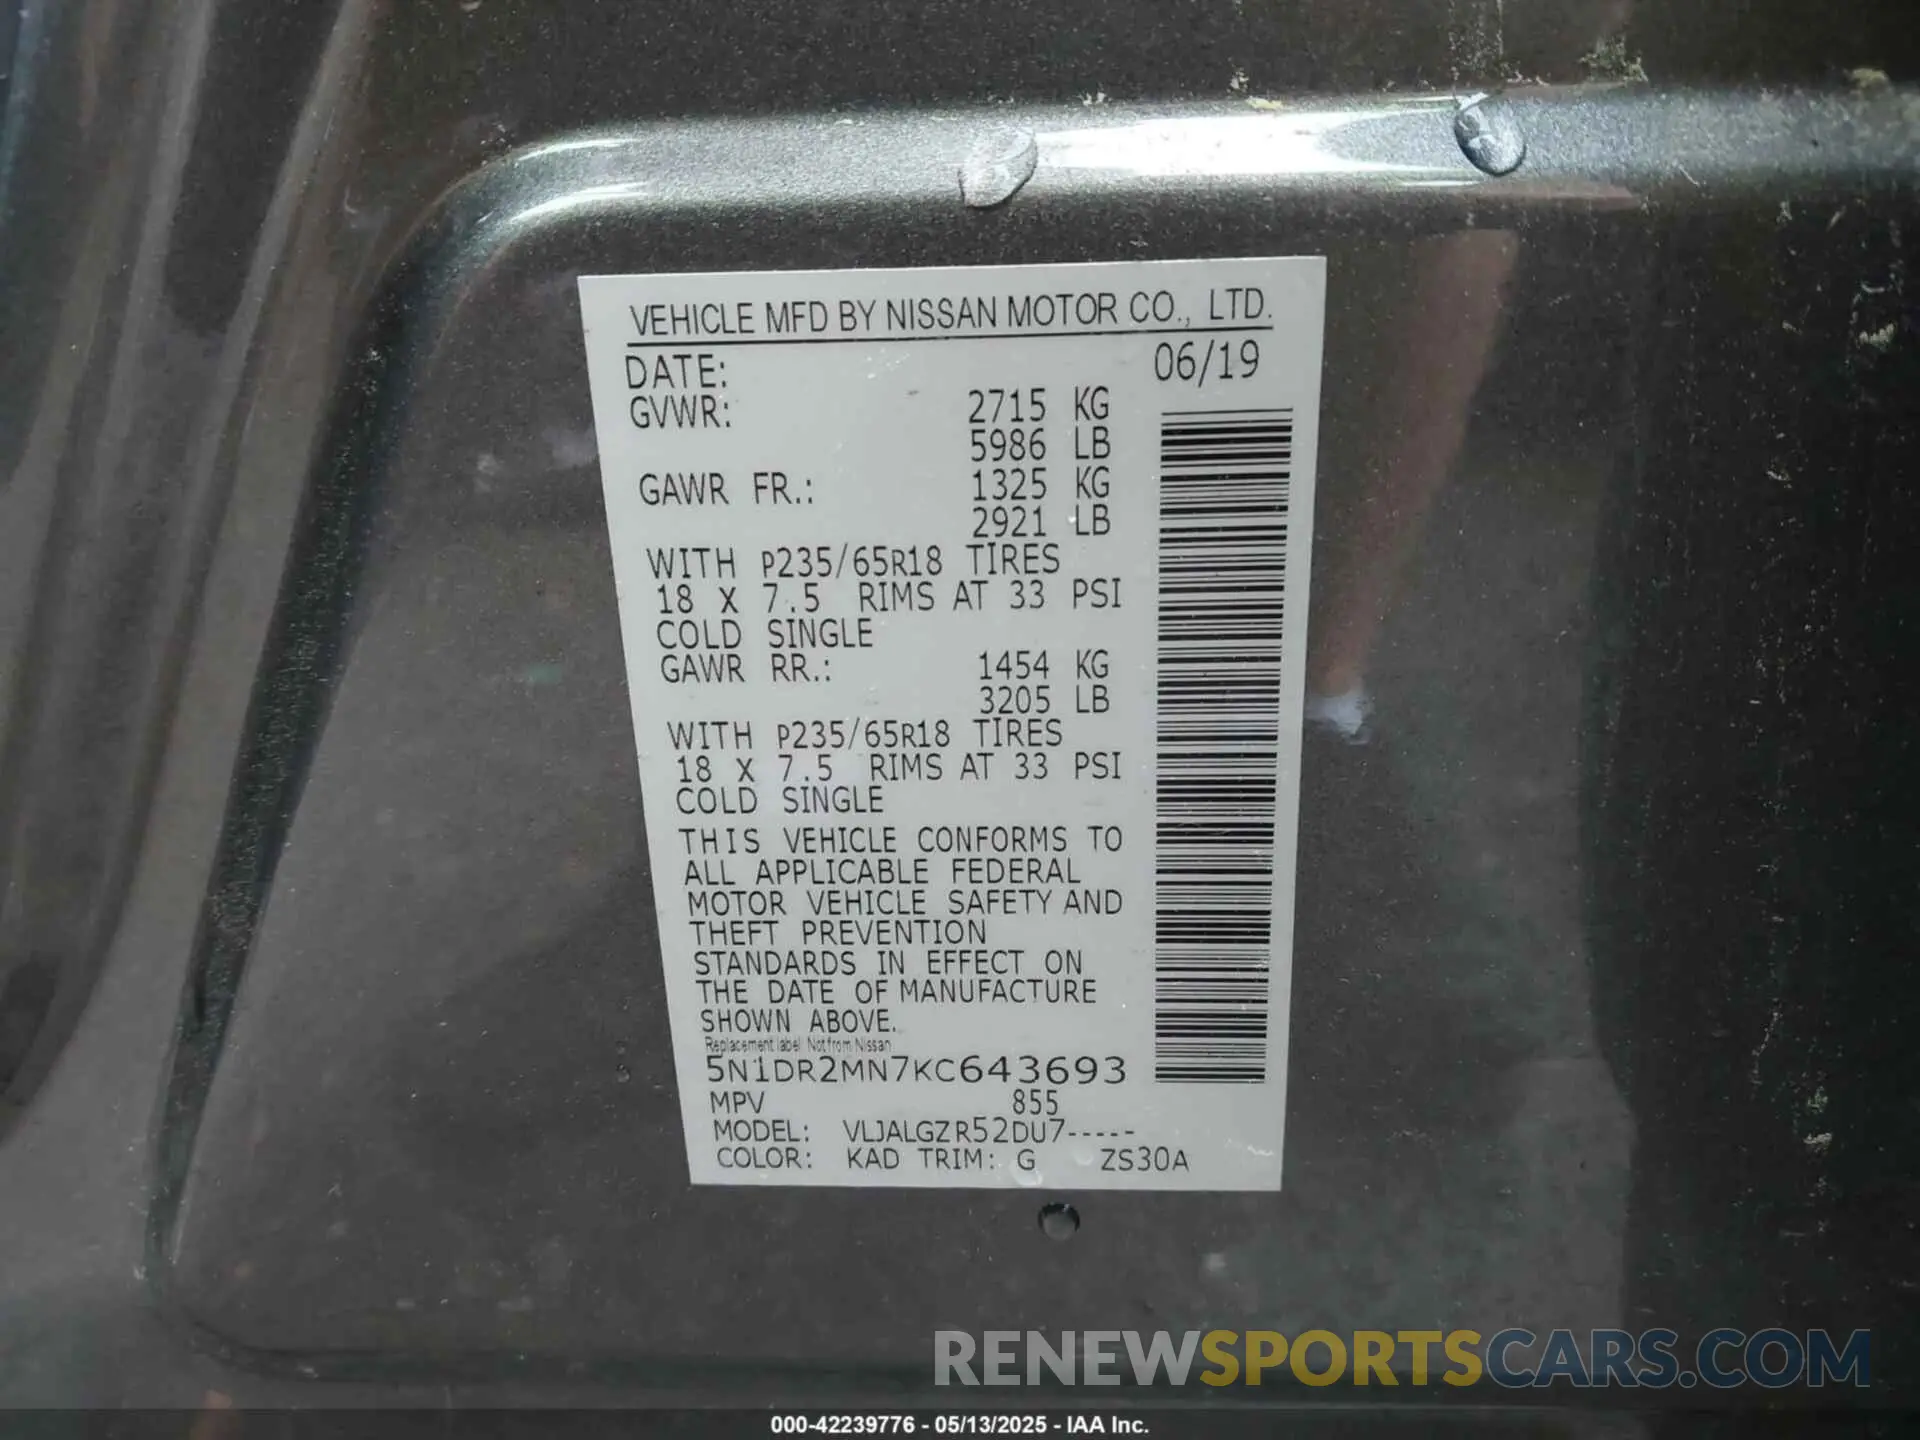 VEHICLE MFD BY NISSAN MOTOR CO., LTD.
DATE: 06/19
GVWR: 2715 KG
5986 LB
GAWR FR.: 1325 KG
2921 LB
WITH P235/65R18 TIRES
18 X 7.5 RIMS AT 33 PSI
COLD SINGLE
GAWR RR.: 1454 KG
3205 LB
WITH P235/65R18 TIRES
18 X 7.5 RIMS AT 33 PSI
COLD SINGLE
THIS VEHICLE CONFORMS TO
ALL APPLICABLE FEDERAL
MOTOR VEHICLE SAFETY AND
THEFT PREVENTION
STANDARDS IN EFFECT ON
THE DATE OF MANUFACTURE
SHOWN ABOVE.
Replacement label Not from Nissan
5N1DR2MN7KC643693
MPV 855
MODEL: VLJALGZR52DU7-----
COLOR: KAD TRIM: G ZS30A
RENEWSPORTSCARS.COM
000-42239776 - 05/13/2025 - IAA Inc.